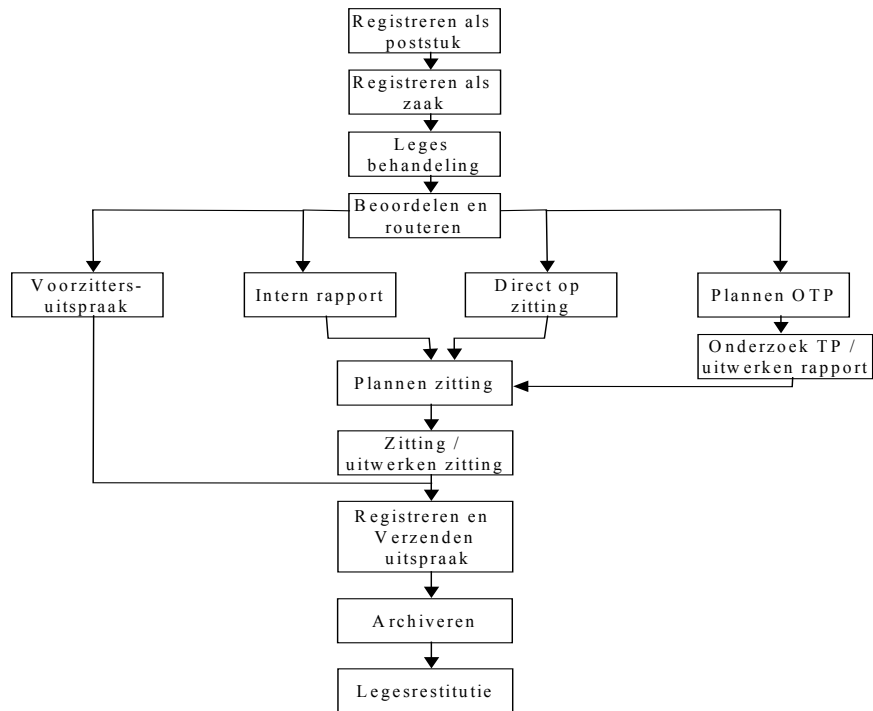 Registreren als
poststuk
Registreren als
zaak
Leges
behandeling
Beoordelen en
routeren
Voorzitters-
uitspraak
Intern rapport
Direct op
zitting
Plannen OTP
Onderzoek TP /
uitwerken rapport
Plannen zitting
Zitting /
uitwerken zitting
Registreren en
Verzenden
uitspraak
Archiveren
Legesrestitutie